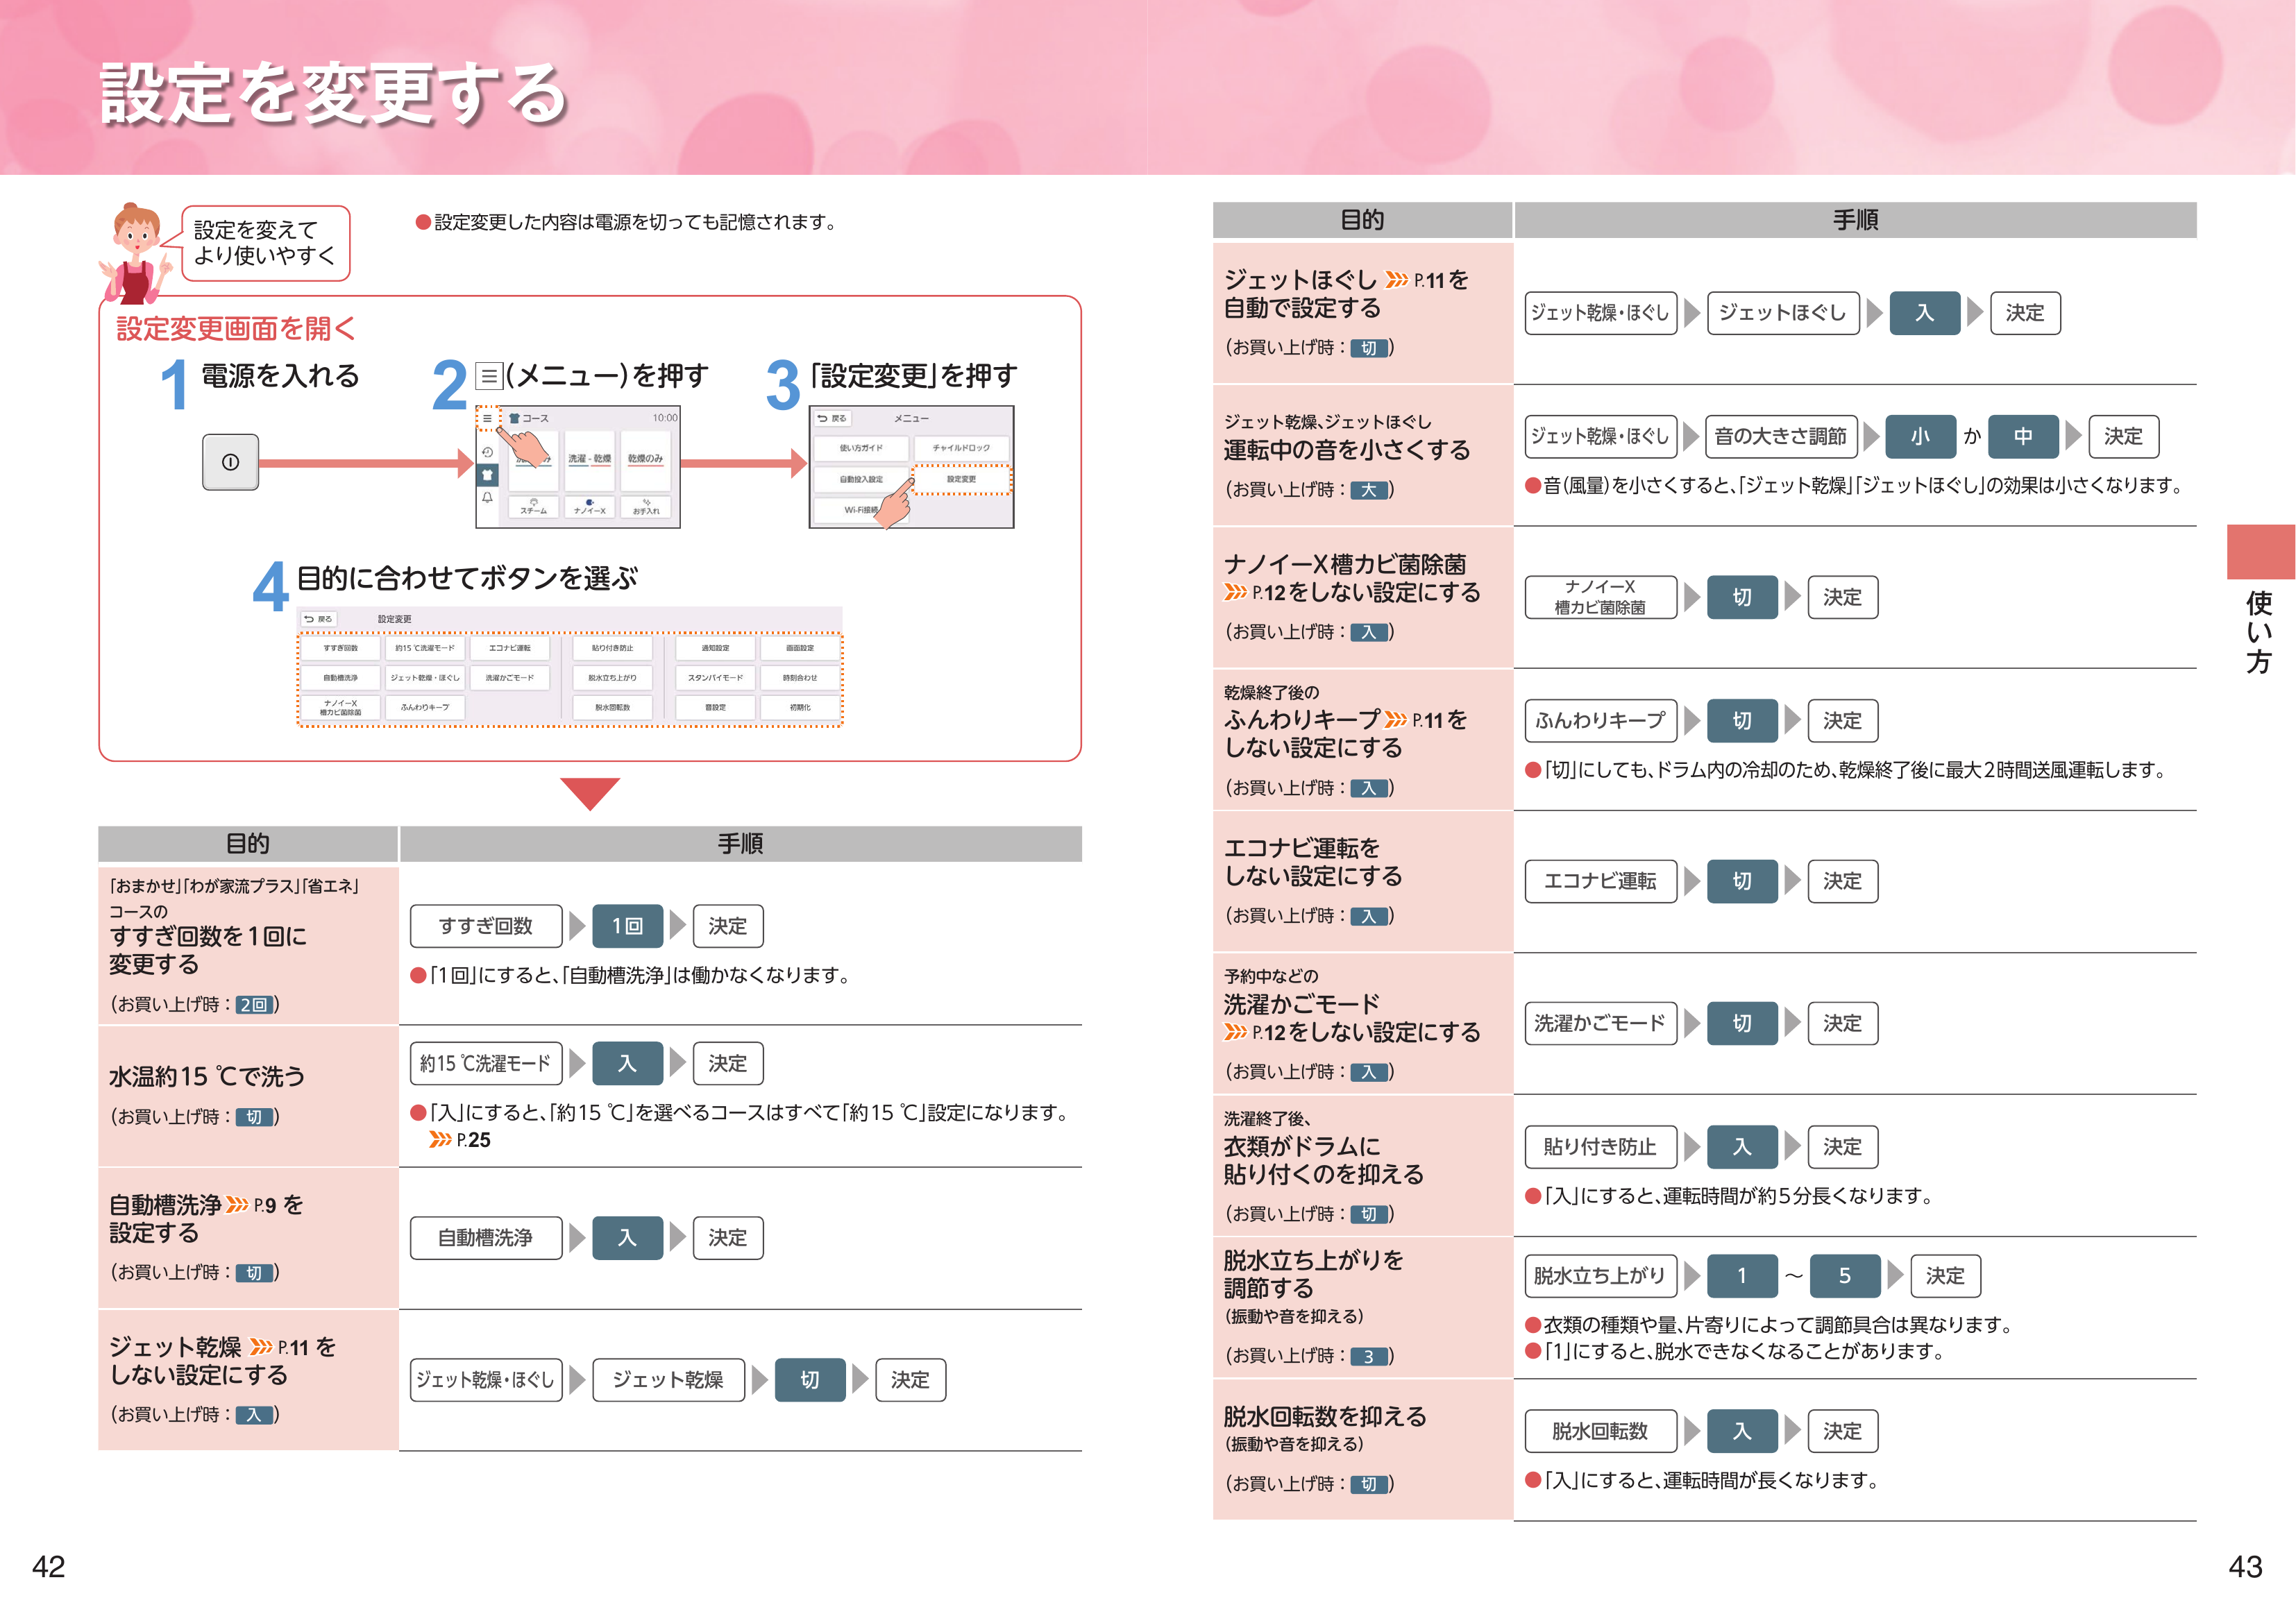 設定を変更する
設定を変えて
より使いやすく
●設定変更した内容は電源を切っても記憶されます。
設定変更画面を開く
1 電源を入れる
2 (メニュー)を押す
コース 10:00
洗濯-乾燥 乾燥のみ
スチーム ナノイーX お手入れ
3 「設定変更」を押す
戻る メニュー
使い方ガイド チャイルドロック
自動投入設定 設定変更
Wi-Fi接続
4 目的に合わせてボタンを選ぶ
戻る 設定変更
すすぎ回数 約15℃洗濯モード エコナビ運転 貼り付き防止 通知設定 画面設定
自動槽洗浄 ジェット乾燥・ほぐし 洗濯かごモード 脱水立ち上がり スタンバイモード 時刻合わせ
ナノイーX
槽カビ菌除菌 ふんわりキープ 脱水回転数 音設定 初期化
目的 手順
「おまかせ」「わが家流プラス」「省エネ」
コースの
すすぎ回数を1回に
変更する
(お買い上げ時：2回)
すすぎ回数 1回 決定
●「1回」にすると、「自動槽洗浄」は働かなくなります。
水温約15℃で洗う
(お買い上げ時：切)
約15℃洗濯モード 入 決定
●「入」にすると、「約15℃」を選べるコースはすべて「約15℃」設定になります。
P.25
自動槽洗浄 P.9 を
設定する
(お買い上げ時：切)
自動槽洗浄 入 決定
ジェット乾燥 P.11 を
しない設定にする
(お買い上げ時：入)
ジェット乾燥・ほぐし ジェット乾燥 切 決定
42
目的 手順
ジェットほぐし P.11を
自動で設定する
(お買い上げ時：切)
ジェット乾燥・ほぐし ジェットほぐし 入 決定
ジェット乾燥、ジェットほぐし
運転中の音を小さくする
(お買い上げ時：大)
ジェット乾燥・ほぐし 音の大きさ調節 小 か 中 決定
●音(風量)を小さくすると、「ジェット乾燥」「ジェットほぐし」の効果は小さくなります。
ナノイーX槽カビ菌除菌
P.12をしない設定にする
(お買い上げ時：入)
ナノイーX
槽カビ菌除菌 切 決定
乾燥終了後の
ふんわりキープ P.11を
しない設定にする
(お買い上げ時：入)
ふんわりキープ 切 決定
●「切」にしても、ドラム内の冷却のため、乾燥終了後に最大2時間送風運転します。
エコナビ運転を
しない設定にする
(お買い上げ時：入)
エコナビ運転 切 決定
予約中などの
洗濯かごモード
P.12をしない設定にする
(お買い上げ時：入)
洗濯かごモード 切 決定
洗濯終了後、
衣類がドラムに
貼り付くのを抑える
(お買い上げ時：切)
貼り付き防止 入 決定
●「入」にすると、運転時間が約5分長くなります。
脱水立ち上がりを
調節する
(振動や音を抑える)
(お買い上げ時：3)
脱水立ち上がり 1 ～ 5 決定
●衣類の種類や量、片寄りによって調節具合は異なります。
●「1」にすると、脱水できなくなることがあります。
脱水回転数を抑える
(振動や音を抑える)
(お買い上げ時：切)
脱水回転数 入 決定
●「入」にすると、運転時間が長くなります。
使い方
43